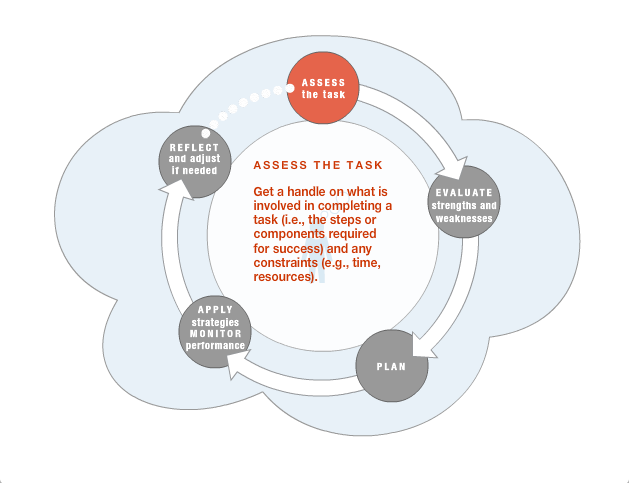 ASSESS
the task
REFLECT
and adjust
if needed
ASSESS THE TASK
Get a handle on what is
involved in completing a
task (i.e., the steps or
components required
for success) and any
constraints (e.g., time,
resources).
EVALUATE
strengths and
weaknesses
APPLY
strategies
MONITOR
performance
PLAN